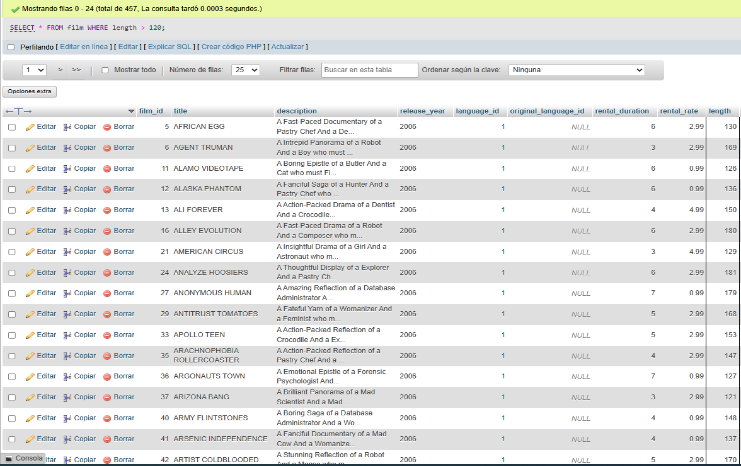 Mostrando filas 0 - 24 (total de 457, La consulta tardó 0.0003 segundos.)
SELECT * FROM film WHERE length > 120;
Perfilando [ Editar en línea ] [ Editar ] [ Explicar SQL ] [ Crear código PHP ] [ Actualizar ]
1 > >> Mostrar todo Número de filas: 25 Filtrar filas: Buscar en esta tabla Ordenar según la clave: Ninguna
Opciones extra
←T→ film_id title description release_year language_id original_language_id rental_duration rental_rate length
Editar Copiar Borrar 5 AFRICAN EGG A Fast-Paced Documentary of a Pastry Chef And a De... 2006 1 NULL 6 2.99 130
Editar Copiar Borrar 6 AGENT TRUMAN A Intrepid Panorama of a Robot And a Boy who must ... 2006 1 NULL 3 2.99 169
Editar Copiar Borrar 11 ALAMO VIDEOTAPE A Boring Epistle of a Butler And a Cat who must Fi... 2006 1 NULL 6 0.99 126
Editar Copiar Borrar 12 ALASKA PHANTOM A Fanciful Saga of a Hunter And a Pastry Chef who ... 2006 1 NULL 6 0.99 136
Editar Copiar Borrar 13 ALI FOREVER A Action-Packed Drama of a Dentist And a Crocodile... 2006 1 NULL 4 4.99 150
Editar Copiar Borrar 16 ALLEY EVOLUTION A Fast-Paced Drama of a Robot And a Composer who m... 2006 1 NULL 6 2.99 180
Editar Copiar Borrar 21 AMERICAN CIRCUS A Insightful Drama of a Girl And a Astronaut who m... 2006 1 NULL 3 4.99 129
Editar Copiar Borrar 24 ANALYZE HOOSIERS A Thoughtful Display of a Explorer And a Pastry Ch... 2006 1 NULL 6 2.99 181
Editar Copiar Borrar 27 ANONYMOUS HUMAN A Amazing Reflection of a Database Administrator A... 2006 1 NULL 7 0.99 179
Editar Copiar Borrar 29 ANTITRUST TOMATOES A Fateful Yarn of a Womanizer And a Feminist who m... 2006 1 NULL 5 2.99 168
Editar Copiar Borrar 33 APOLLO TEEN A Action-Packed Reflection of a Crocodile And a Ex... 2006 1 NULL 5 2.99 153
Editar Copiar Borrar 35 ARACHNOPHOBIA ROLLERCOASTER A Action-Packed Reflection of a Pastry Chef And a ... 2006 1 NULL 4 2.99 147
Editar Copiar Borrar 36 ARGONAUTS TOWN A Emotional Epistle of a Forensic Psychologist And... 2006 1 NULL 7 0.99 127
Editar Copiar Borrar 37 ARIZONA BANG A Brilliant Panorama of a Mad Scientist And a Mad 2006 1 NULL 3 2.99 121
Editar Copiar Borrar 40 ARMY FLINTSTONES A Boring Saga of a Database Administrator And a Wo... 2006 1 NULL 4 0.99 148
Editar Copiar Borrar 41 ARSENIC INDEPENDENCE A Fanciful Documentary of a Mad Cow And a Womanize... 2006 1 NULL 4 0.99 137
Consola Editar Copiar Borrar 42 ARTIST COLDBLOODED A Stunning Reflection of a Robot 2006 1 NULL 5 2.99 170